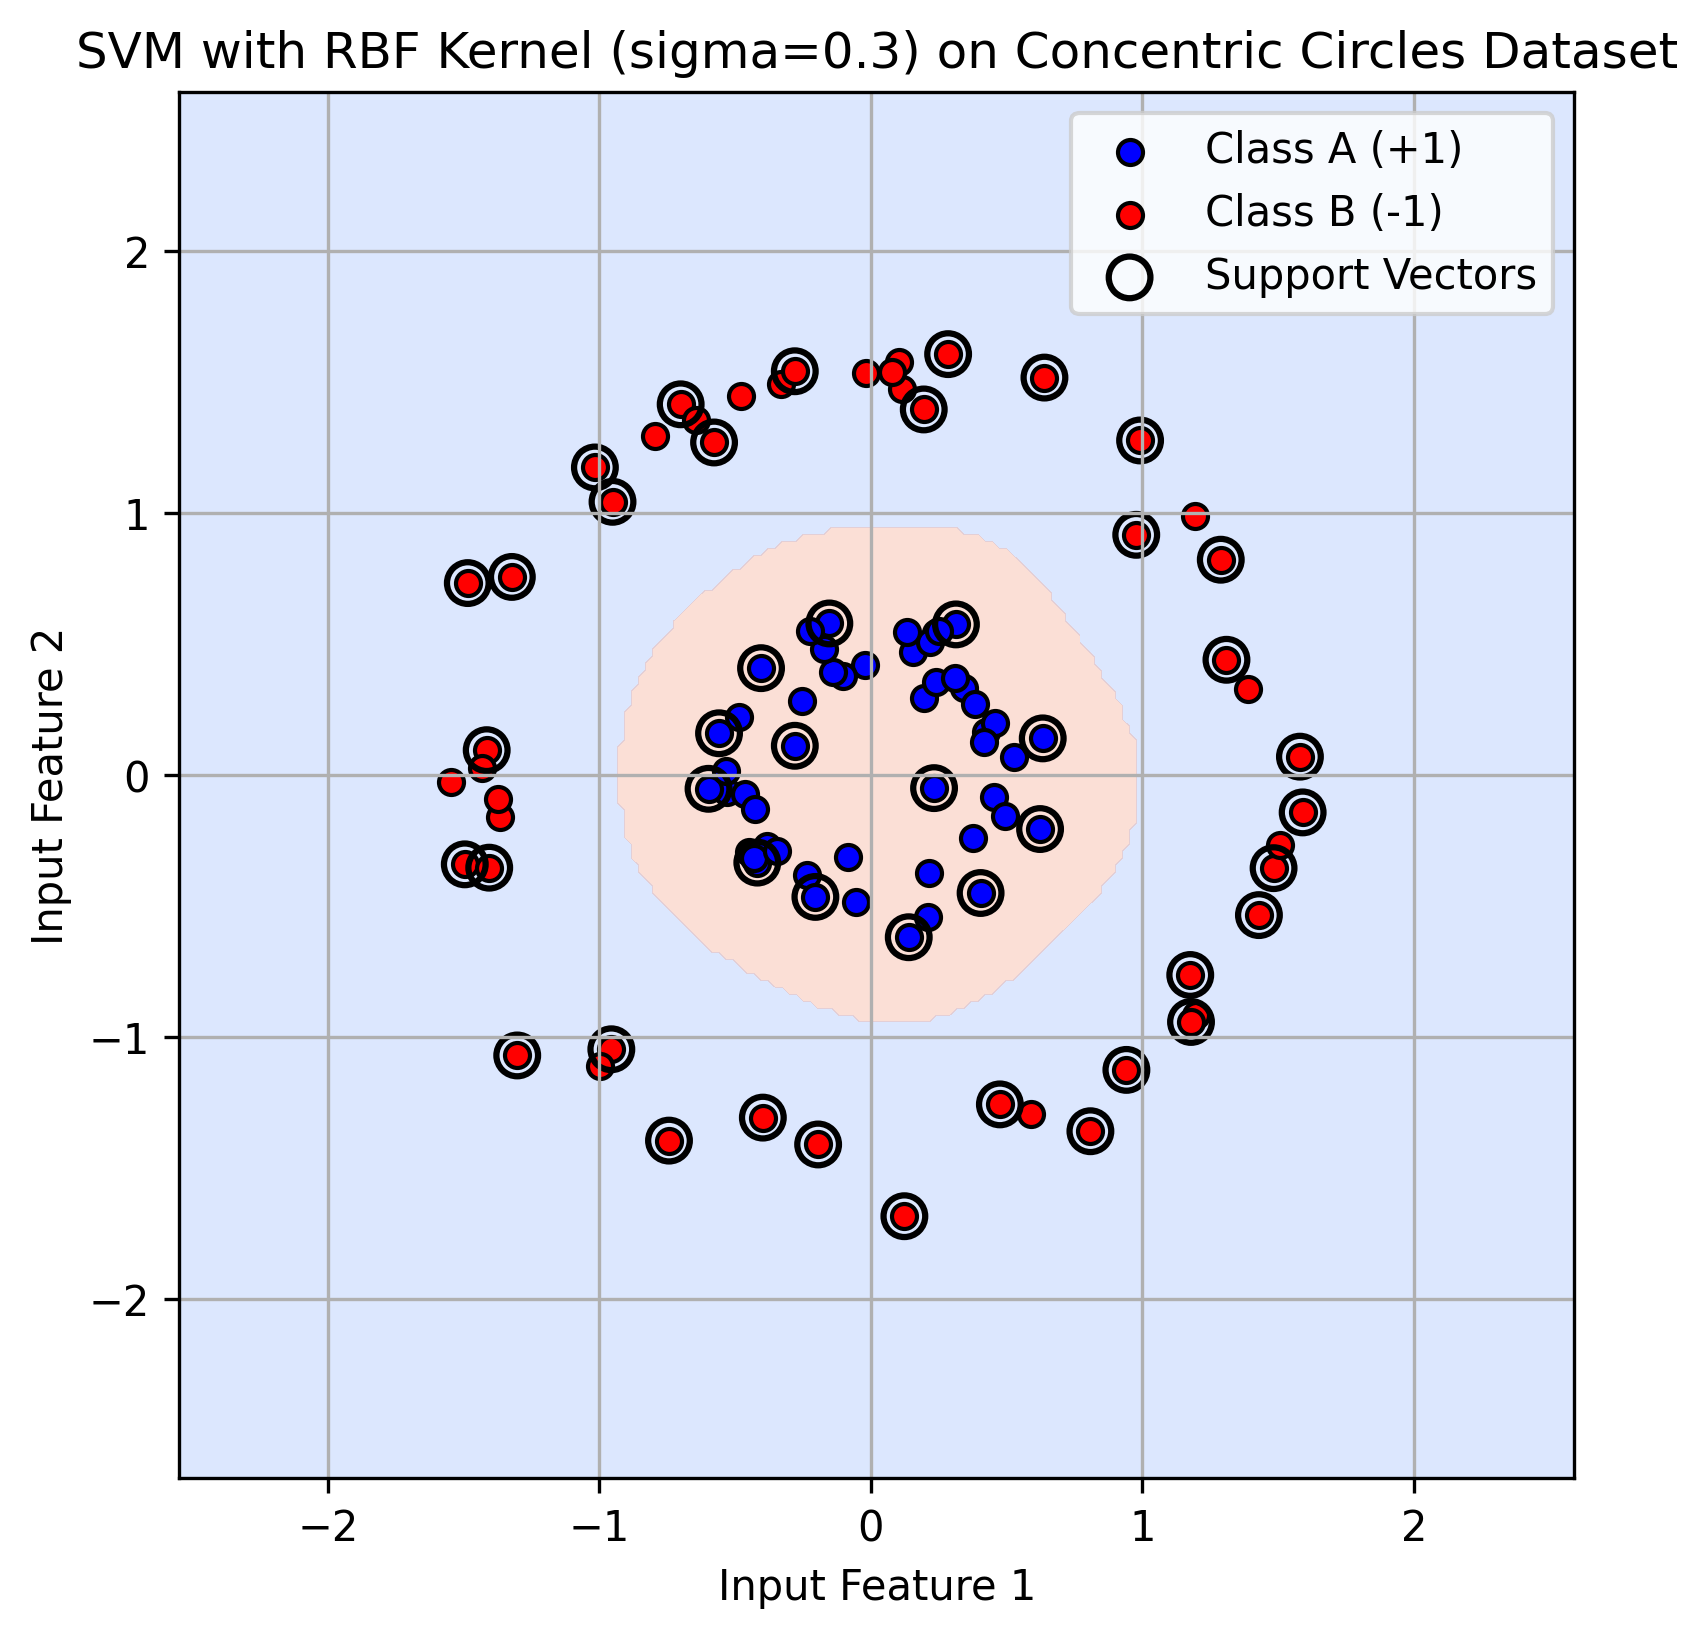 SVM with RBF Kernel (sigma=0.3) on Concentric Circles Dataset
Class A (+1)
Class B (-1)
Support Vectors
2
1
0
−1
−2
Input Feature 2
−2
−1
0
1
2
Input Feature 1